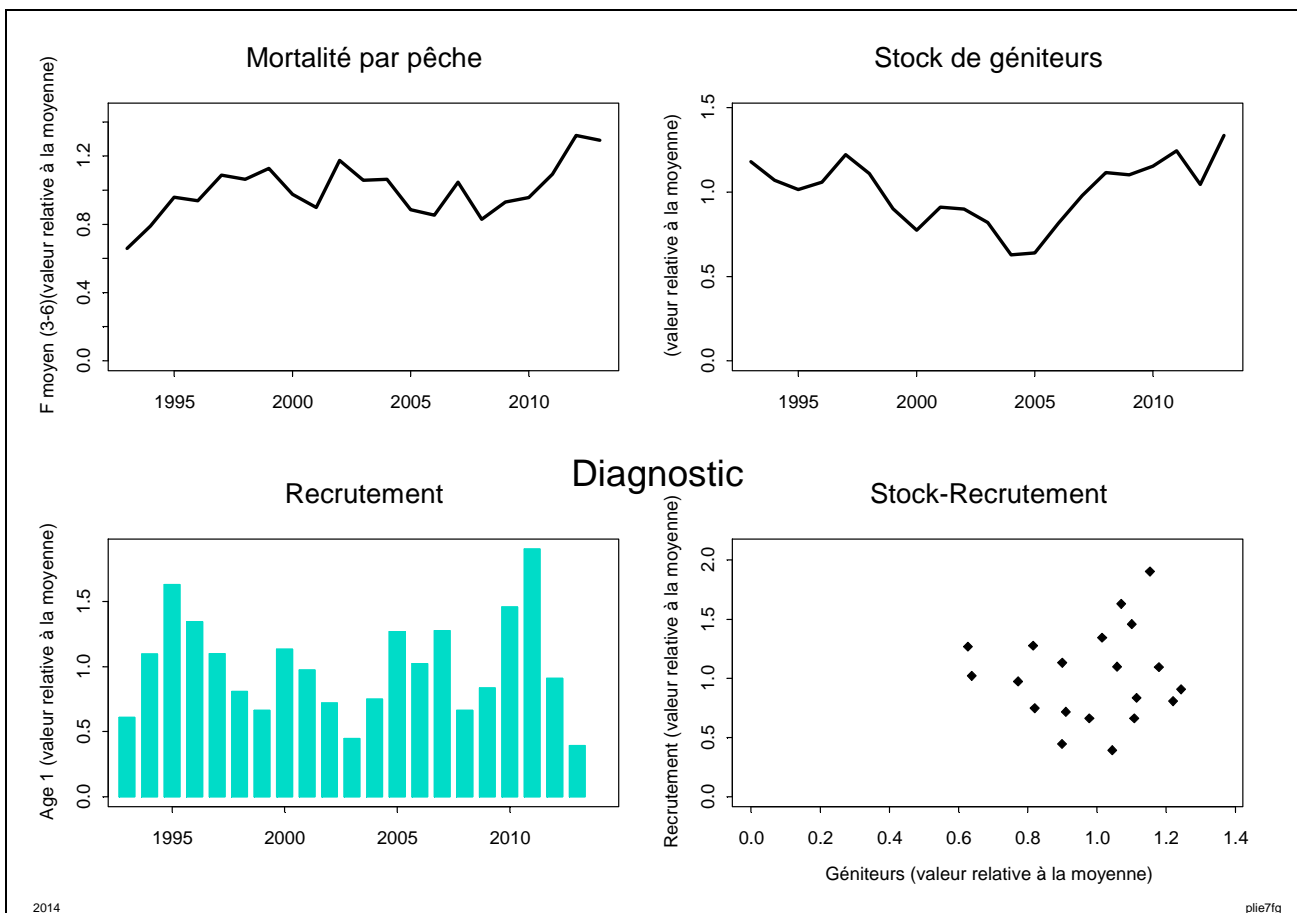 Mortalité par pêche
F moyen (3-6)(valeur relative à la moyenne)
0.0 0.4 0.8 1.2
1995 2000 2005 2010
Stock de géniteurs
(valeur relative à la moyenne)
0.0 0.5 1.0 1.5
1995 2000 2005 2010
Diagnostic
Recrutement
Age 1 (valeur relative à la moyenne)
0.0 0.5 1.0 1.5
1995 2000 2005 2010
Stock-Recrutement
Recrutement (valeur relative à la moyenne)
0.0 0.5 1.0 1.5 2.0
0.0 0.2 0.4 0.6 0.8 1.0 1.2 1.4
Géniteurs (valeur relative à la moyenne)
2014
plie7fg